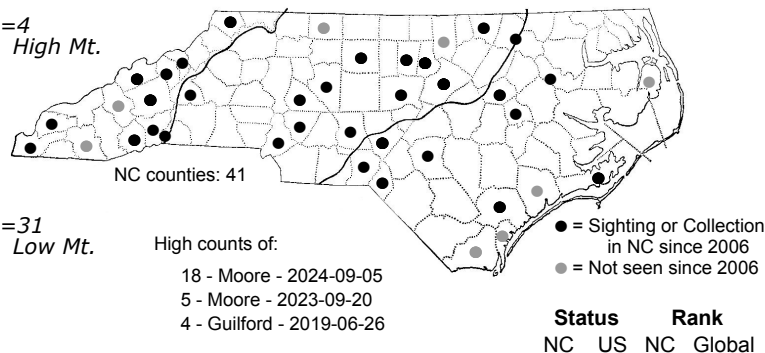 =4
High Mt.
NC counties: 41
=31
Low Mt.
High counts of:
18 - Moore - 2024-09-05
5 - Moore - 2023-09-20
4 - Guilford - 2019-06-26
● = Sighting or Collection
in NC since 2006
● = Not seen since 2006
Status Rank
NC US NC Global